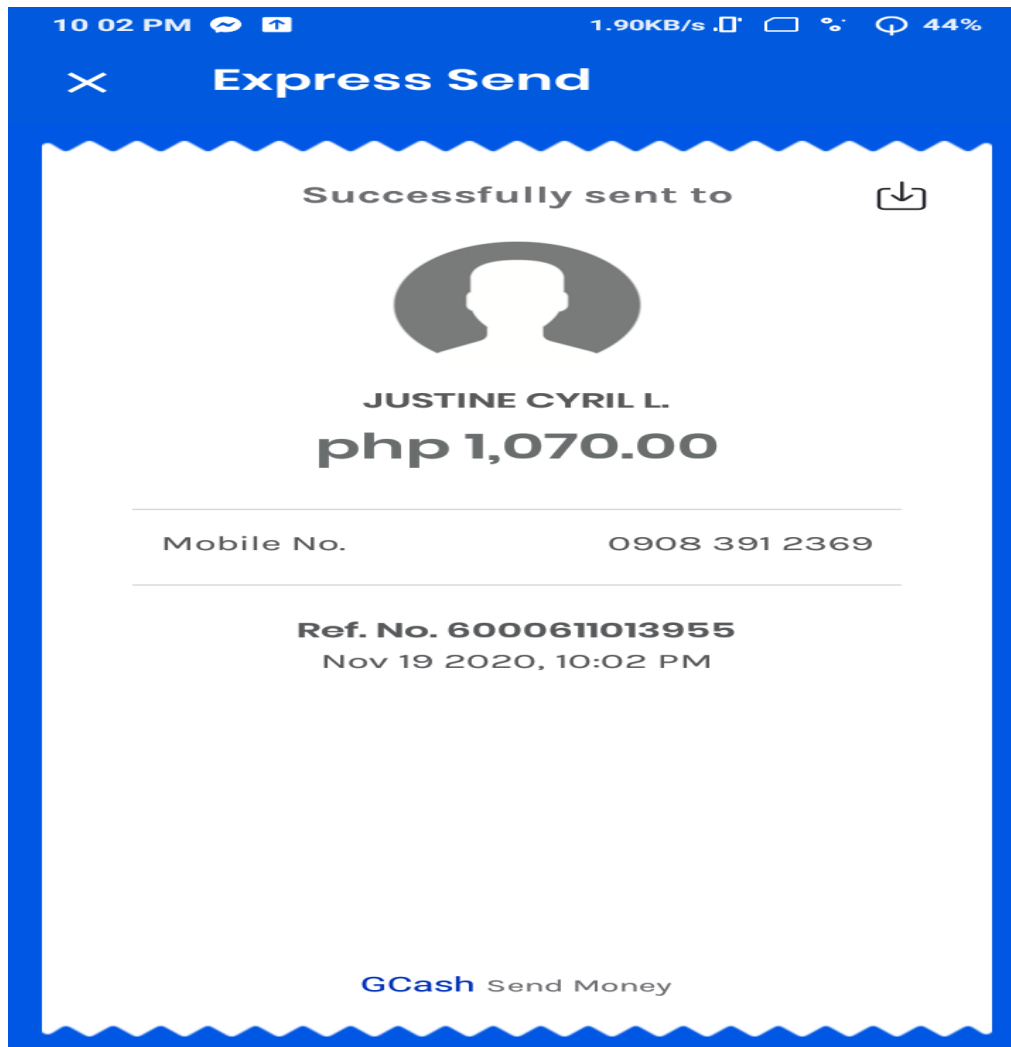 10 02 PM 1.90KB/s 44%
Express Send
Successfully sent to
JUSTINE CYRIL L.
php 1,070.00
Mobile No. 0908 391 2369
Ref. No. 6000611013955
Nov 19 2020, 10:02 PM
GCash Send Money